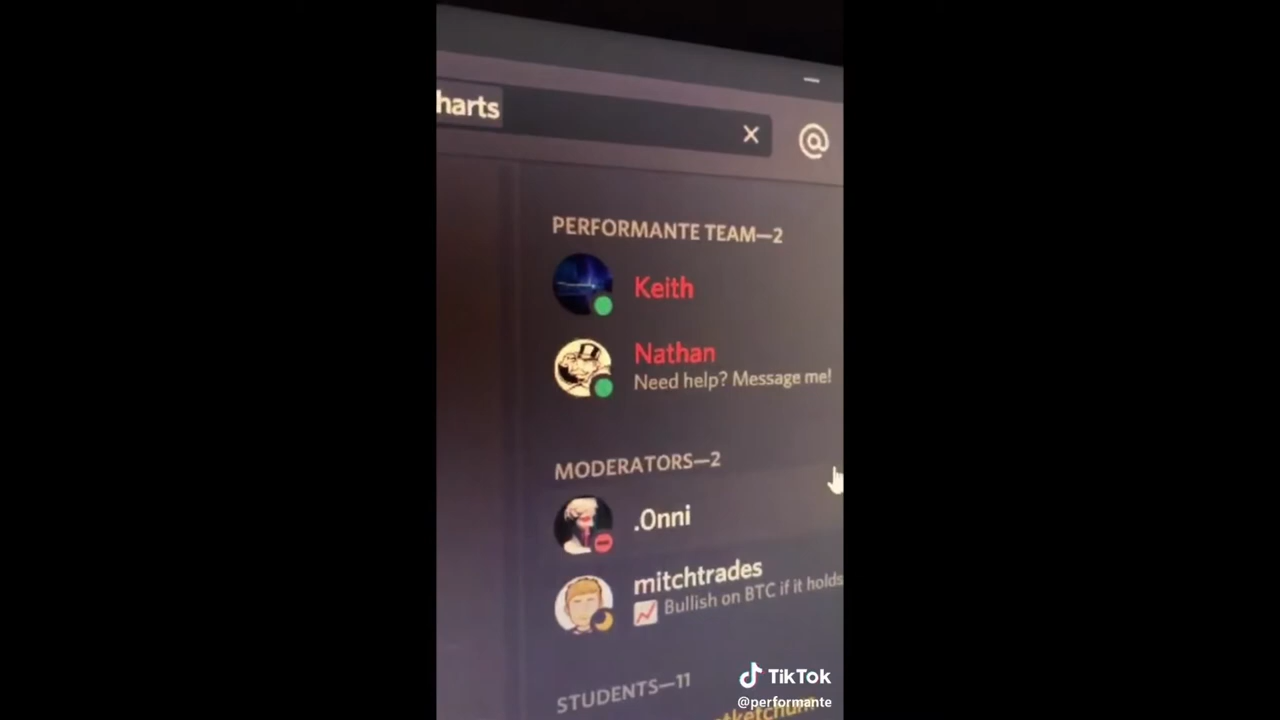 harts
PERFORMANTE TEAM—2
Keith
Nathan
Need help? Message me!
MODERATORS—2
.Onni
mitchtrades
Bullish on BTC if it holds
STUDENTS—11
TikTok
@performante